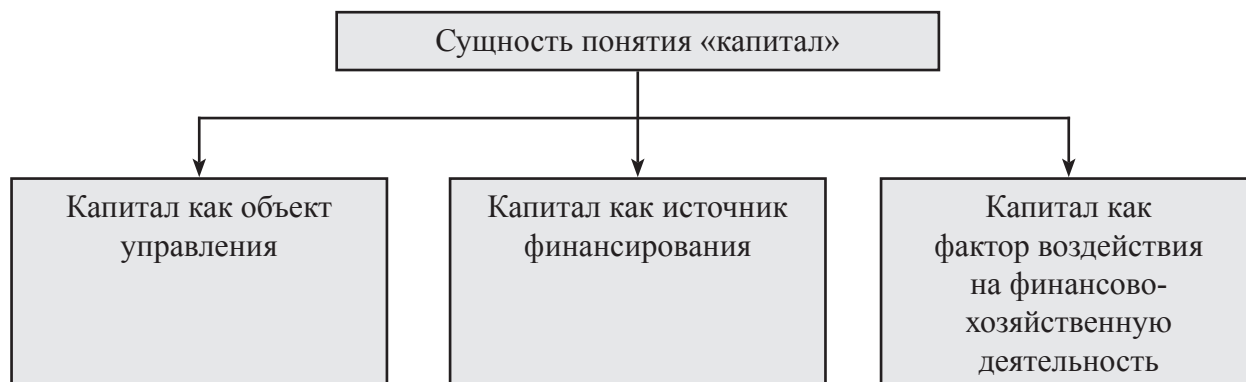 Сущность понятия «капитал»
Капитал как объект
управления
Капитал как источник
финансирования
Капитал как
фактор воздействия
на финансово-
хозяйственную
деятельность